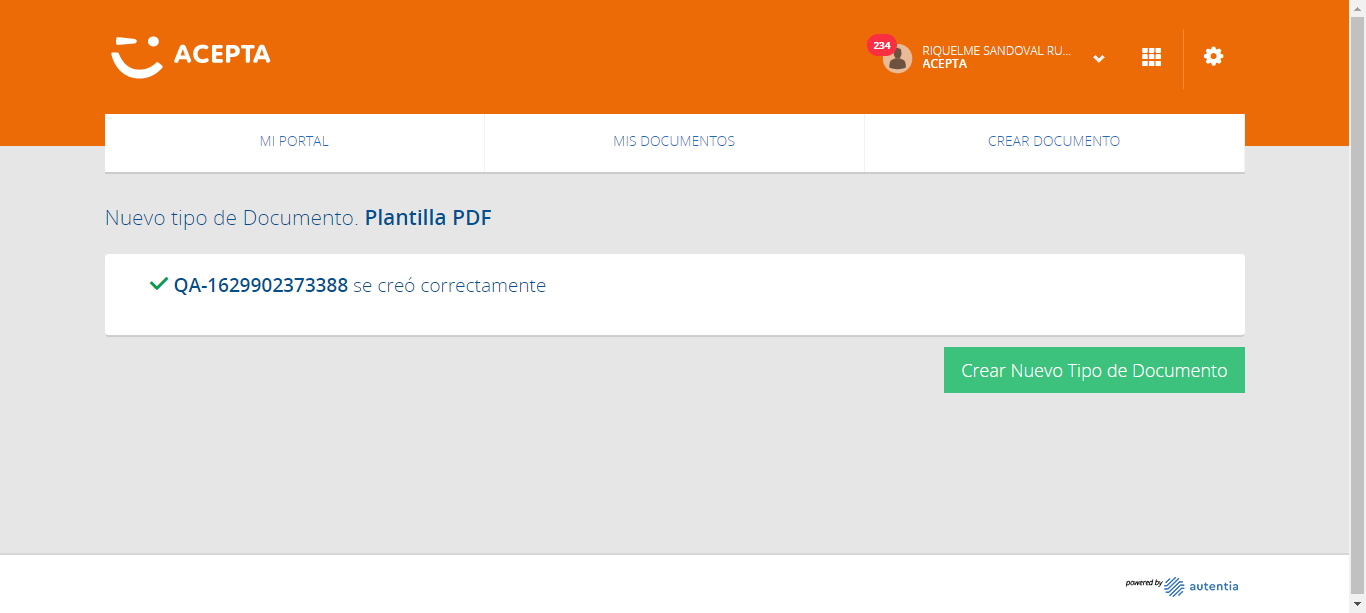 ACEPTA
234
RIQUELME SANDOVAL RU...
ACEPTA
MI PORTAL
MIS DOCUMENTOS
CREAR DOCUMENTO
Nuevo tipo de Documento. Plantilla PDF
QA-1629902373388 se creó correctamente
Crear Nuevo Tipo de Documento
powered by autentia